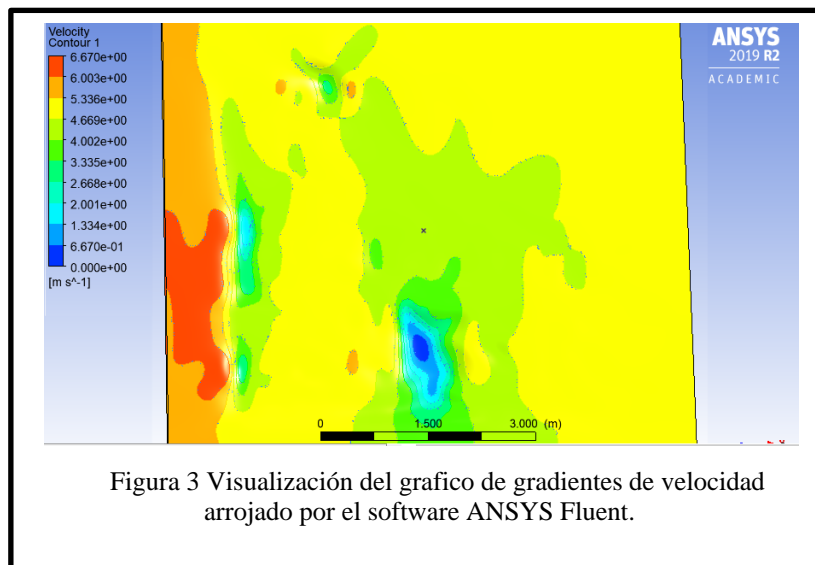 Velocity
Contour 1
6.670e+00
6.003e+00
5.336e+00
4.669e+00
4.002e+00
3.335e+00
2.668e+00
2.001e+00
1.334e+00
6.670e-01
0.000e+00
[m s^-1]
ANSYS
2019 R2
ACADEMIC
0 1.500 3.000 (m)
Figura 3 Visualización del grafico de gradientes de velocidad
arrojado por el software ANSYS Fluent.